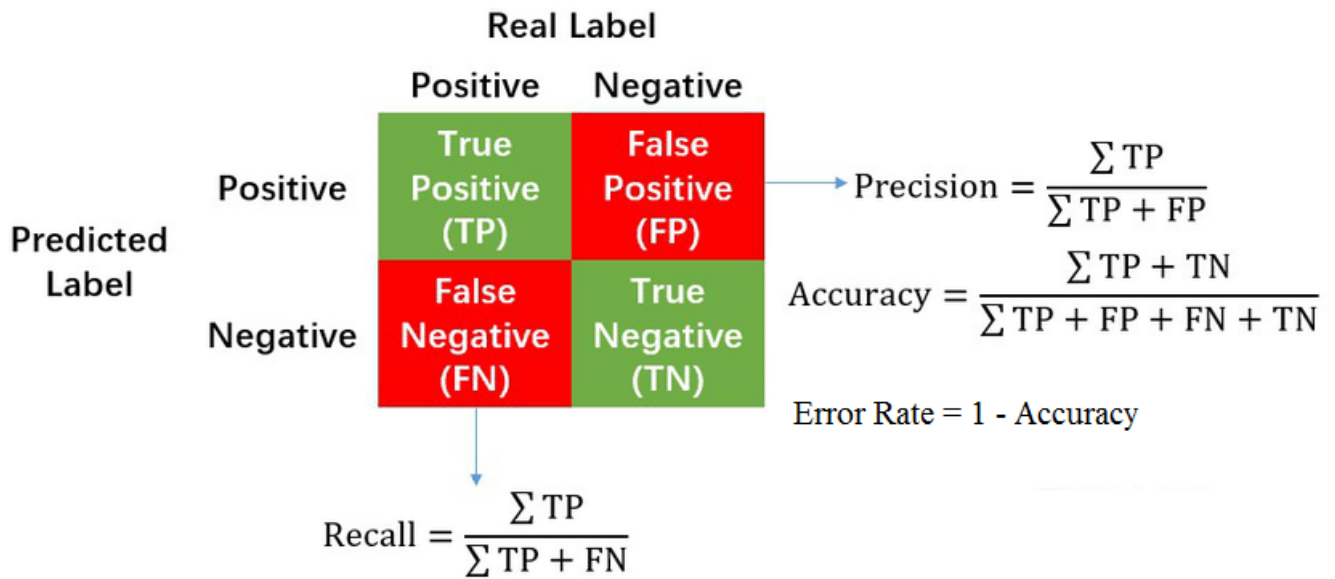 Real Label
Positive Negative
Predicted
Label
Positive
True
Positive
(TP)
False
Positive
(FP)
Negative
False
Negative
(FN)
True
Negative
(TN)
Precision = ∑ TP / ∑ TP + FP
Accuracy = ∑ TP + TN / ∑ TP + FP + FN + TN
Error Rate = 1 - Accuracy
Recall = ∑ TP / ∑ TP + FN